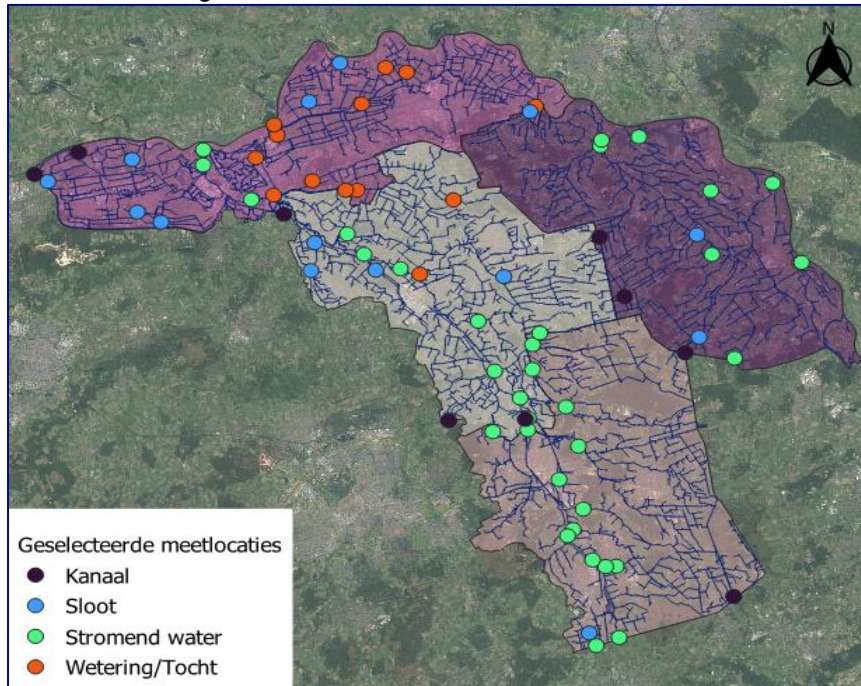 N
Geselecteerde meetlocaties
Kanaal
Sloot
Stromend water
Wetering/Tocht